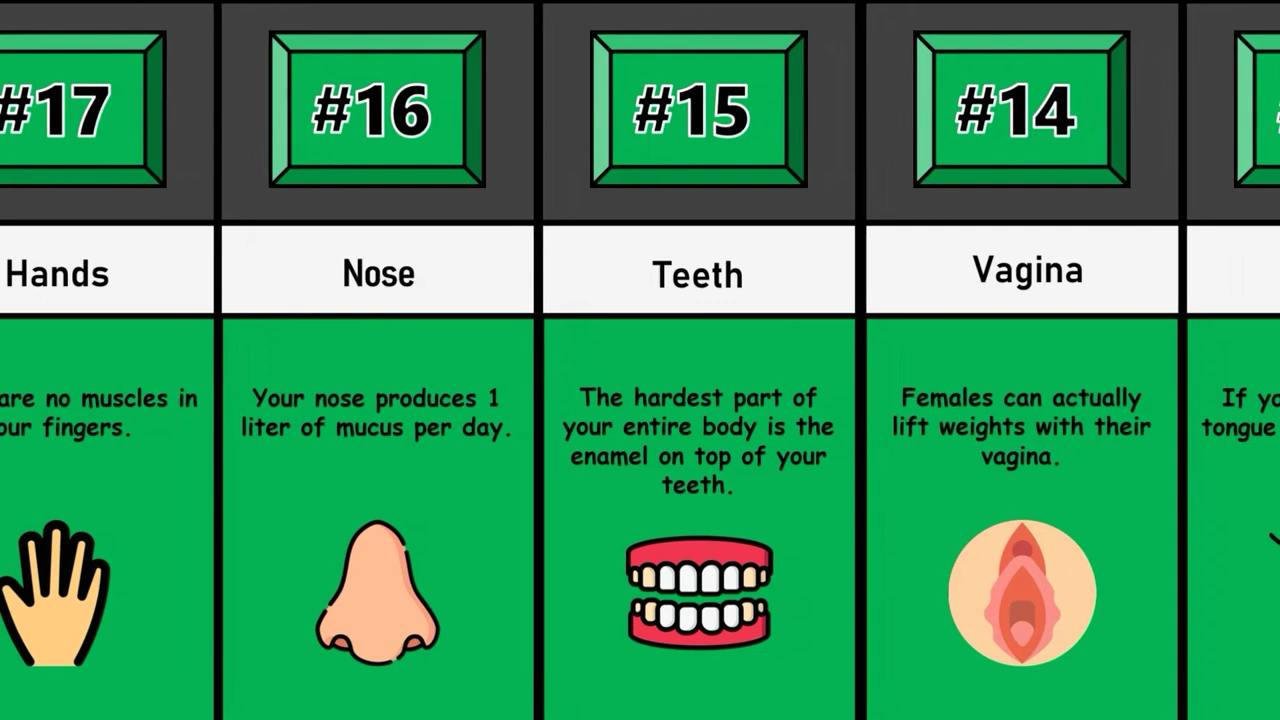 #17
#16
#15
#14
Hands
Nose
Teeth
Vagina
are no muscles in
our fingers.
Your nose produces 1
liter of mucus per day.
The hardest part of
your entire body is the
enamel on top of your
teeth.
Females can actually
lift weights with their
vagina.
If yo
tongue